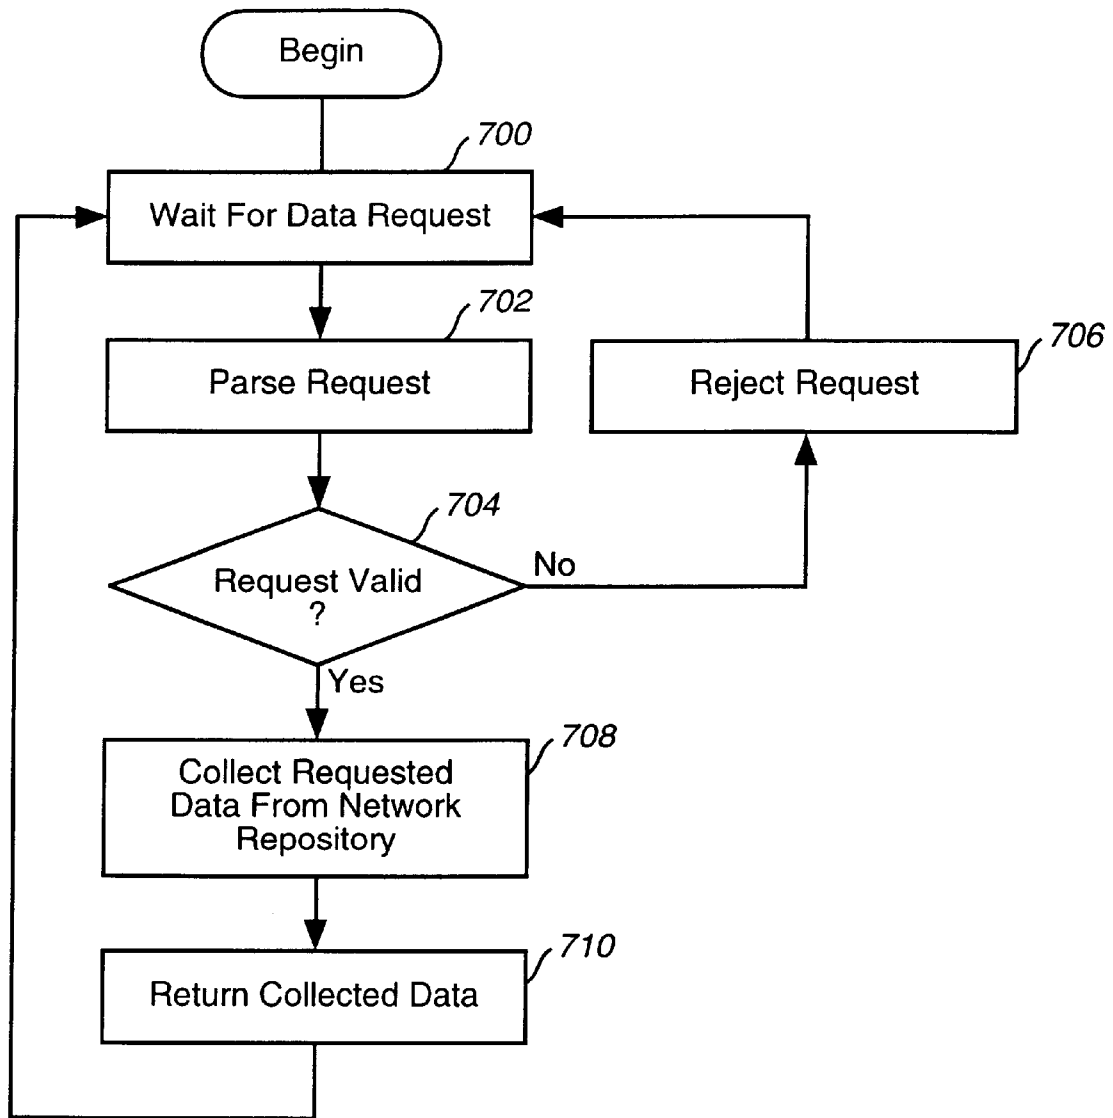 Begin
700
Wait For Data Request
702
Parse Request
706
Reject Request
704
Request Valid
?
No
Yes
708
Collect Requested
Data From Network
Repository
710
Return Collected Data